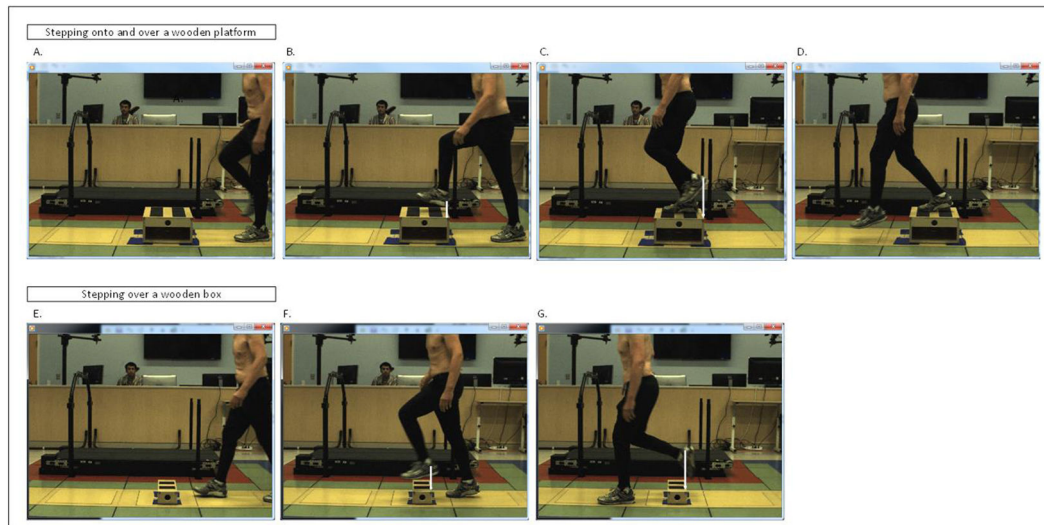 Stepping onto and over a wooden platform
A.
B.
C.
D.
A.
Stepping over a wooden box
E.
F.
G.